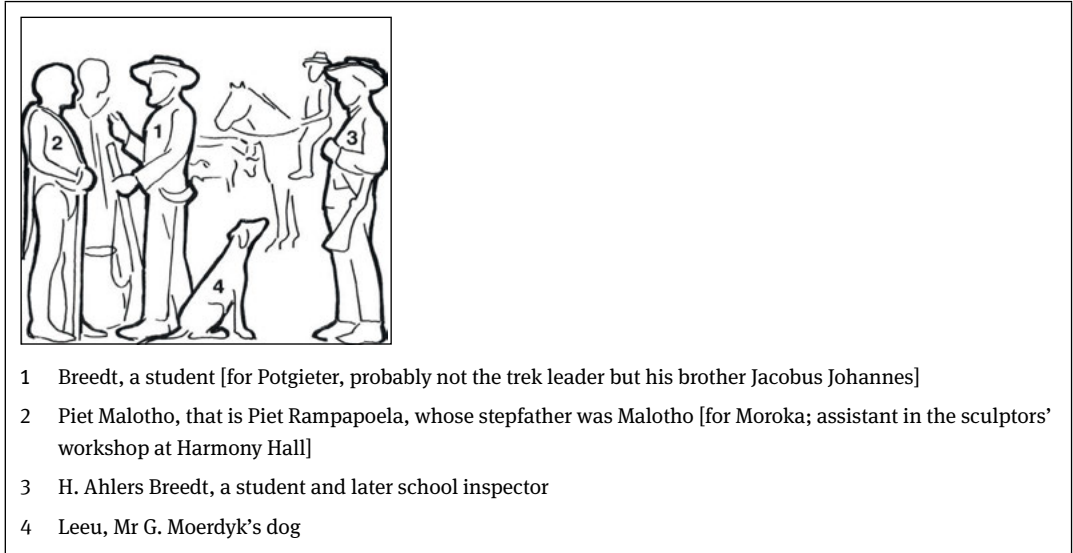 1
2
3
4
1 Breedt, a student [for Potgieter, probably not the trek leader but his brother Jacobus Johannes]
2 Piet Malotho, that is Piet Rampapoela, whose stepfather was Malotho [for Moroka; assistant in the sculptors’
workshop at Harmony Hall]
3 H. Ahlers Breedt, a student and later school inspector
4 Leeu, Mr G. Moerdyk’s dog